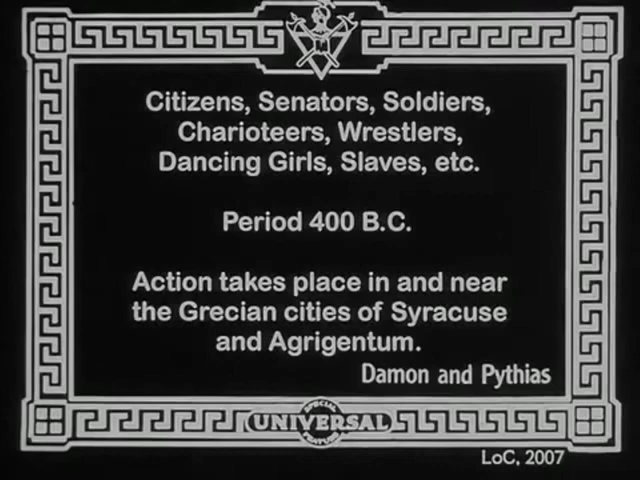 Citizens, Senators, Soldiers,
Charioteers, Wrestlers,
Dancing Girls, Slaves, etc.
Period 400 B.C.
Action takes place in and near
the Grecian cities of Syracuse
and Agrigentum.
Damon and Pythias
SPECIAL
UNIVERSAL
FEATURE
LoC, 2007